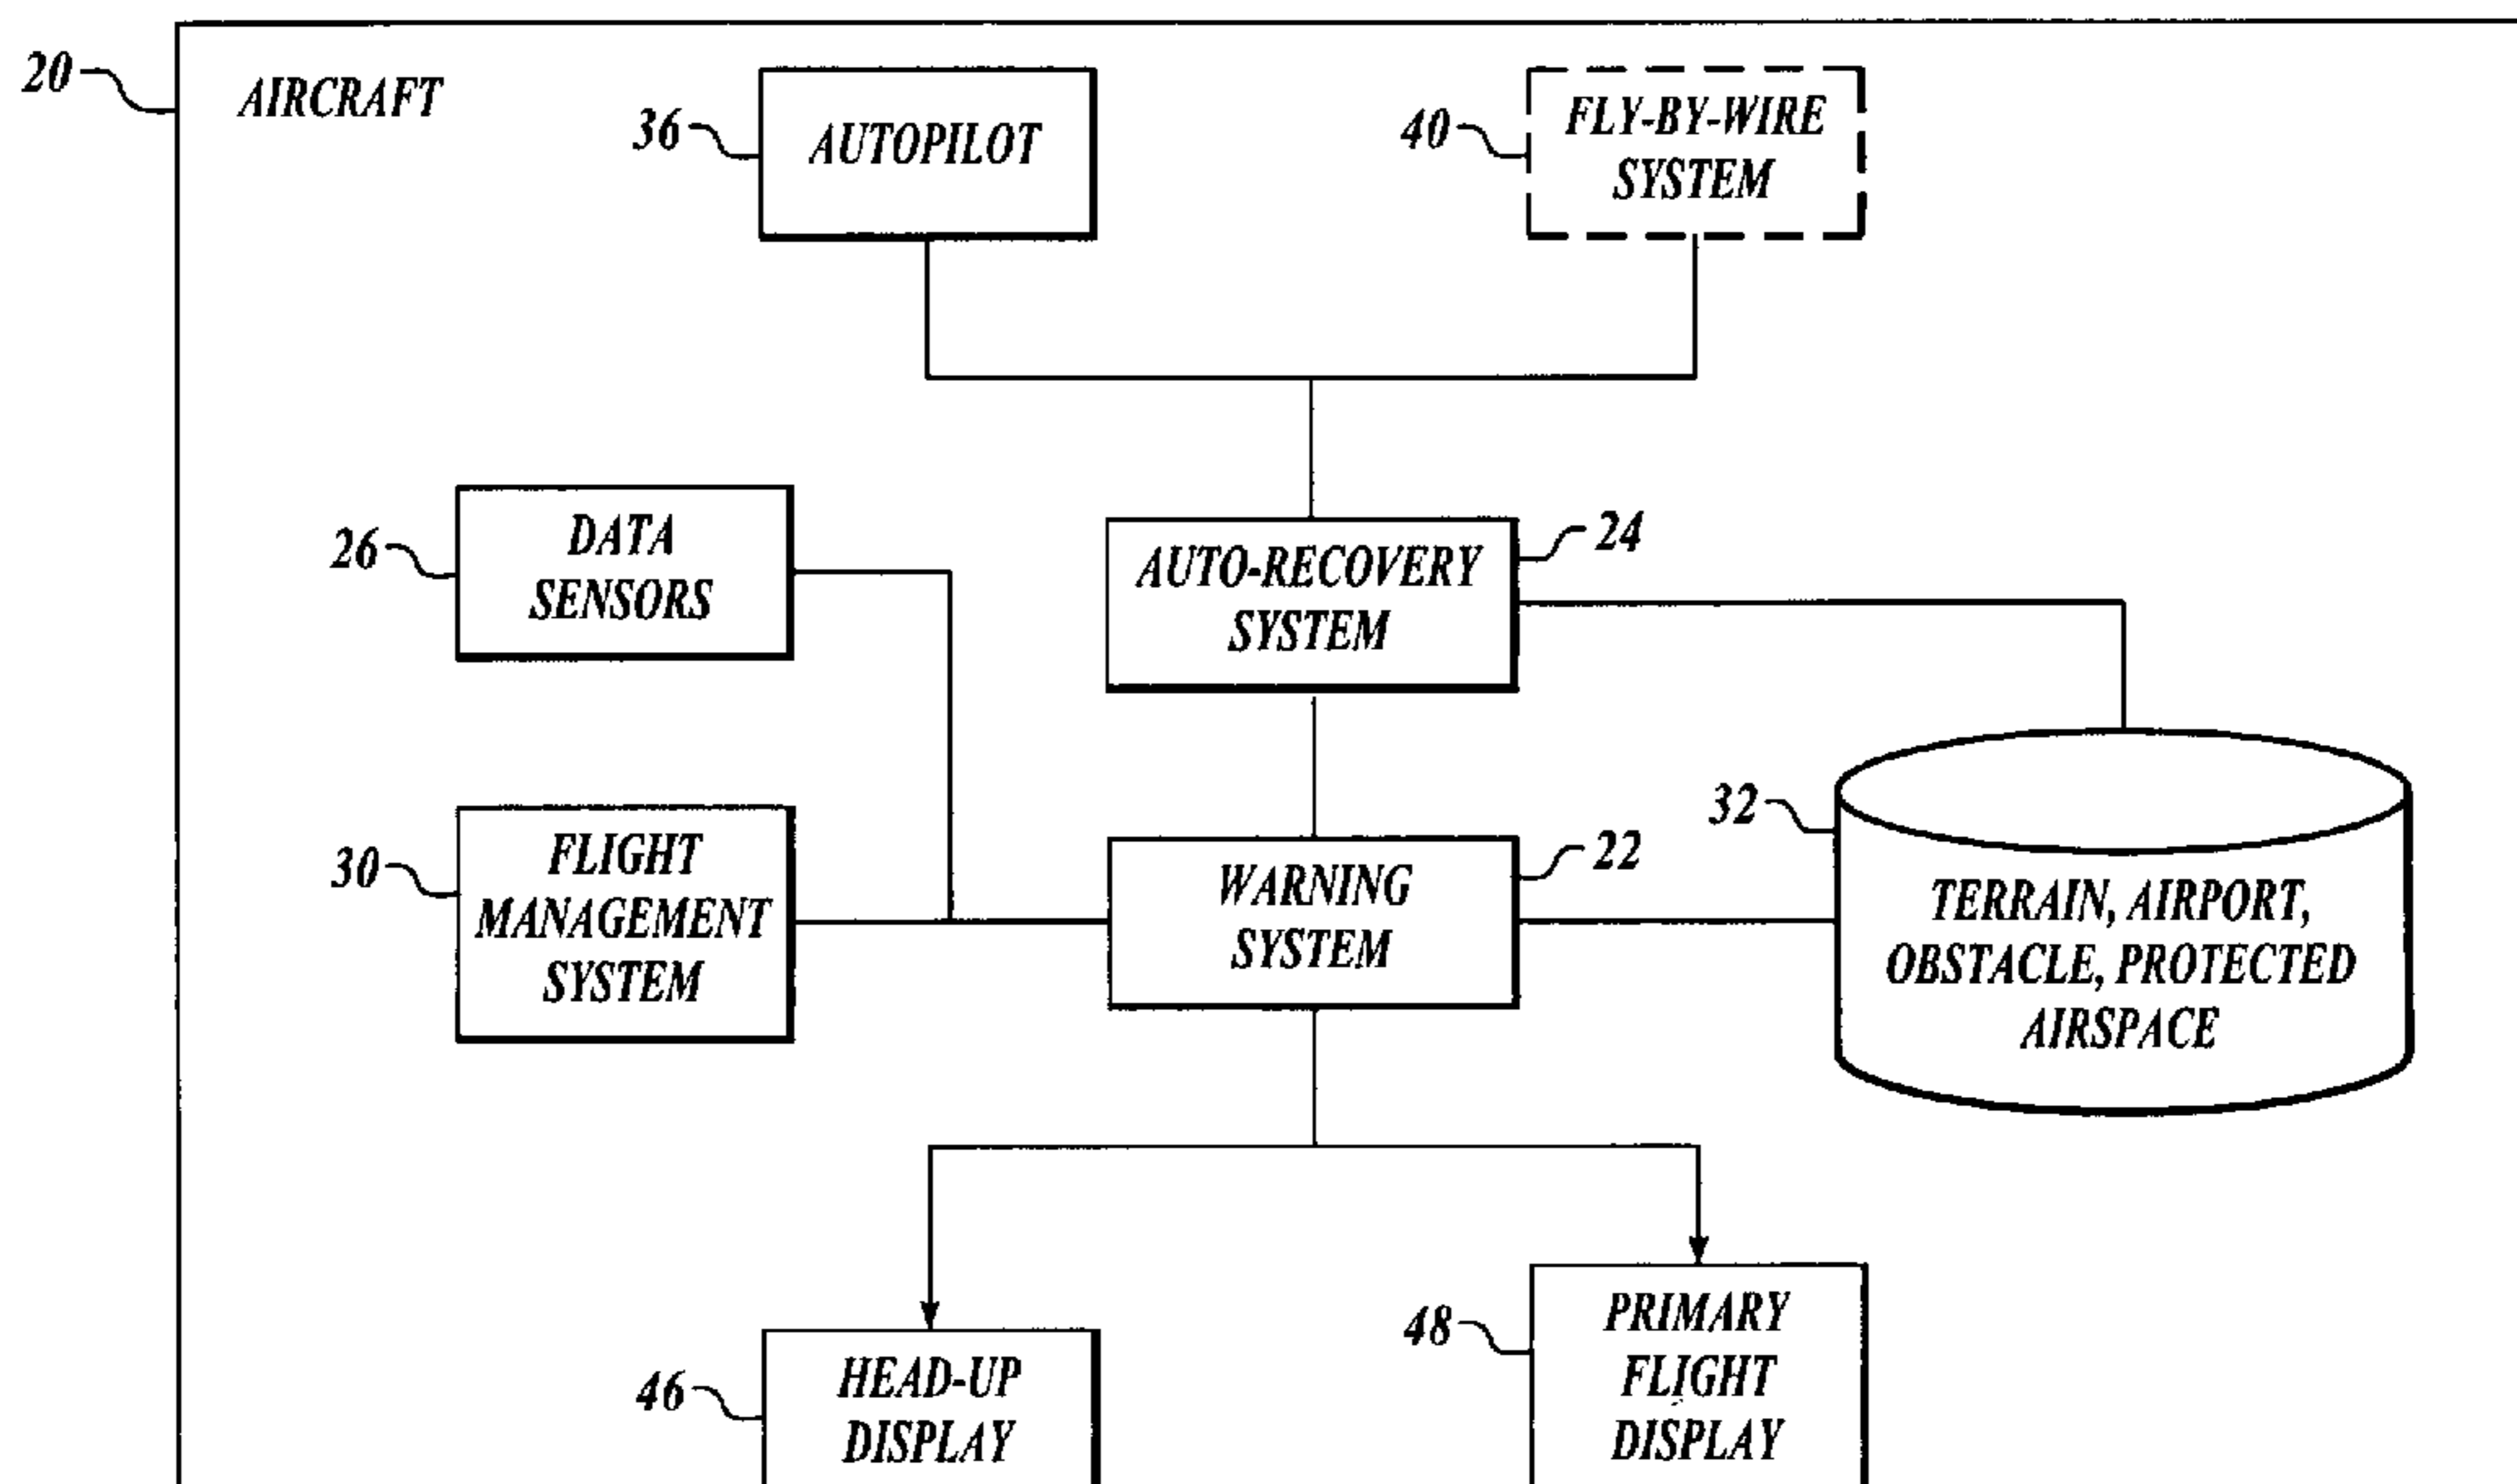 20
AIRCRAFT
36
AUTOPILOT
40
FLY-BY-WIRE
SYSTEM
26
DATA
SENSORS
AUTO-RECOVERY
SYSTEM
24
30
FLIGHT
MANAGEMENT
SYSTEM
WARNING
SYSTEM
22
32
TERRAIN, AIRPORT,
OBSTACLE, PROTECTED
AIRSPACE
46
HEAD-UP
DISPLAY
48
PRIMARY
FLIGHT
DISPLAY